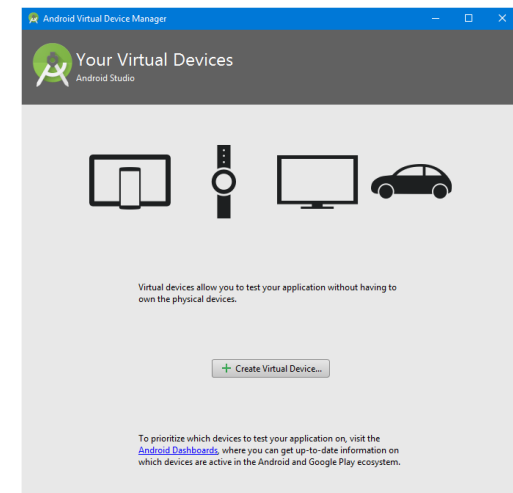 Android Virtual Device Manager
Your Virtual Devices
Android Studio
Virtual devices allow you to test your application without having to
own the physical devices.
Create Virtual Device...
To prioritize which devices to test your application on, visit the
Android Dashboards, where you can get up-to-date information on
which devices are active in the Android and Google Play ecosystem.